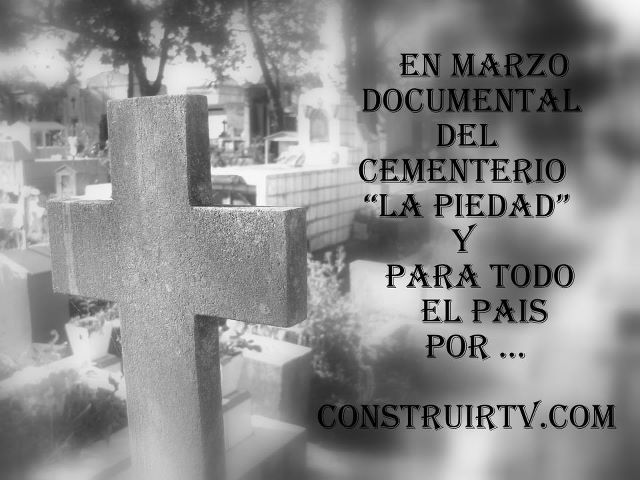 EN MARZO
DOCUMENTAL
DEL
CEMENTERIO
“LA PIEDAD”
Y
PARA TODO
EL PAIS
POR ...
CONSTRUIRTV.COM